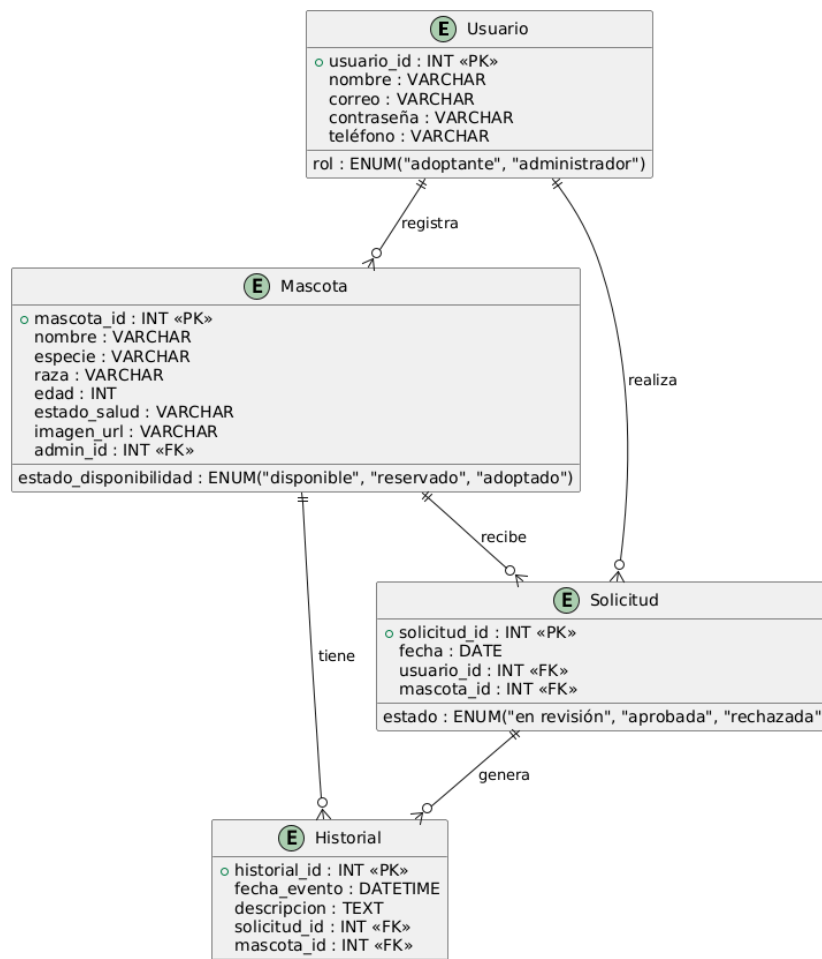 E Usuario
usuario_id : INT «PK»
nombre : VARCHAR
correo : VARCHAR
contraseña : VARCHAR
teléfono : VARCHAR
rol : ENUM("adoptante", "administrador")
registra
E Mascota
mascota_id : INT «PK»
nombre : VARCHAR
especie : VARCHAR
raza : VARCHAR
edad : INT
estado_salud : VARCHAR
imagen_url : VARCHAR
admin_id : INT «FK»
estado_disponibilidad : ENUM("disponible", "reservado", "adoptado")
realiza
recibe
E Solicitud
solicitud_id : INT «PK»
fecha : DATE
usuario_id : INT «FK»
mascota_id : INT «FK»
estado : ENUM("en revisión", "aprobada", "rechazada"
tiene
genera
E Historial
historial_id : INT «PK»
fecha_evento : DATETIME
descripcion : TEXT
solicitud_id : INT «FK»
mascota_id : INT «FK»